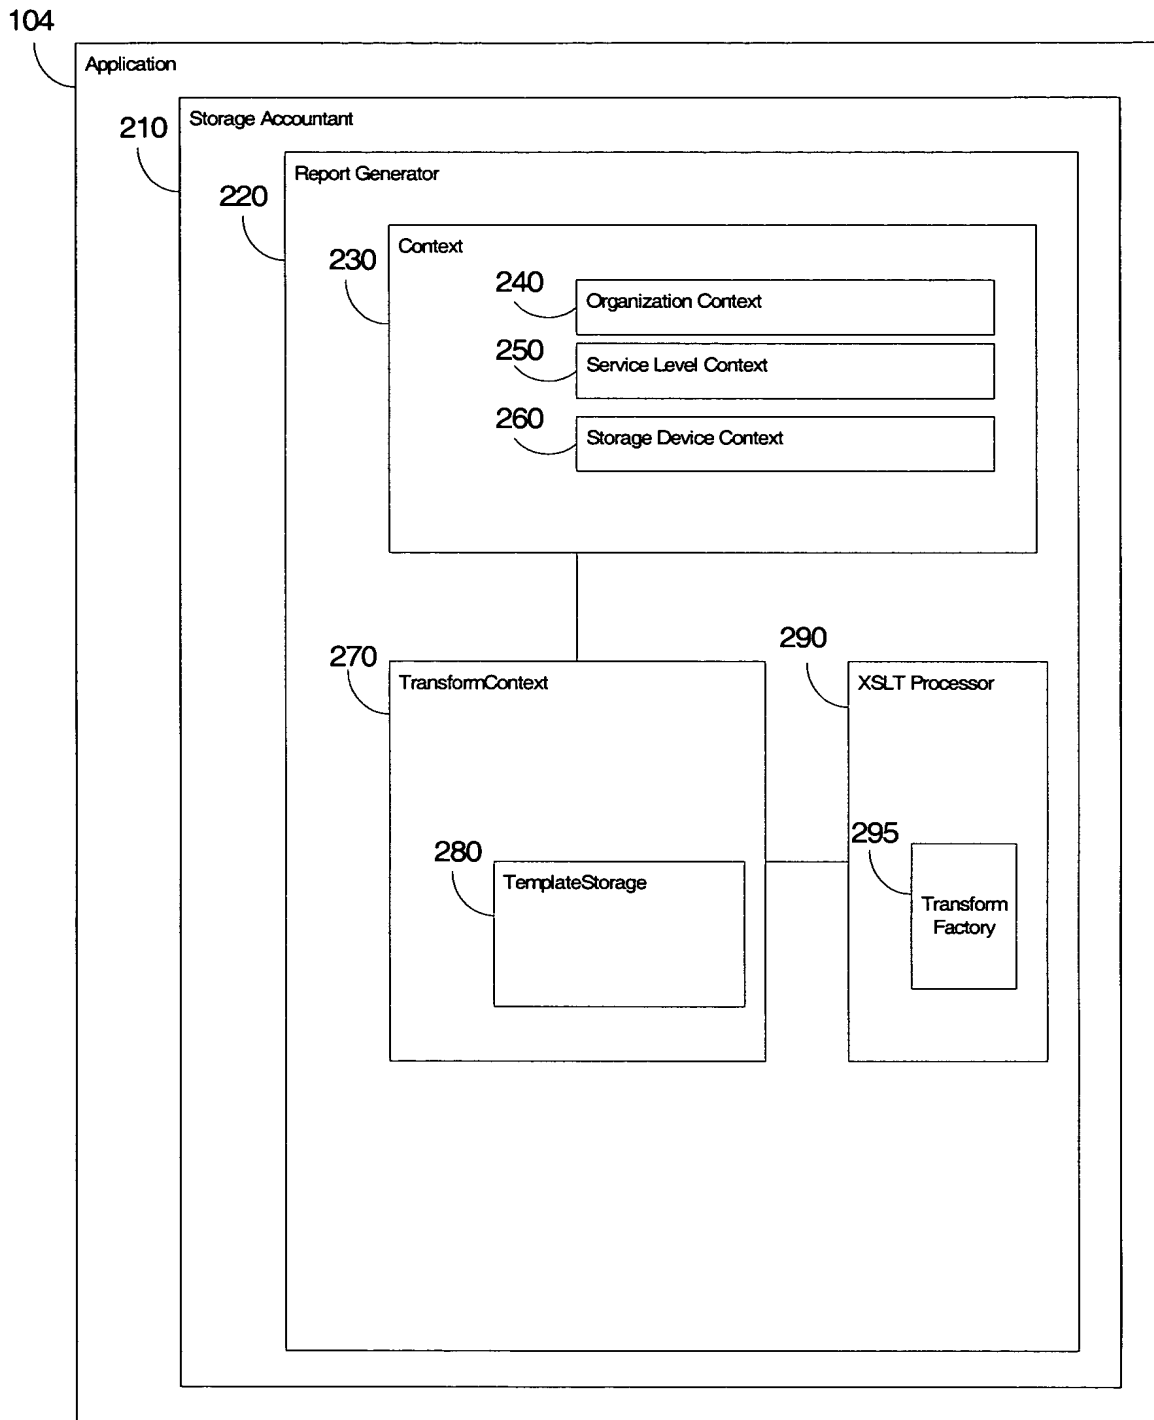 104
Application
210
Storage Accountant
220
Report Generator
230
Context
240
Organization Context
250
Service Level Context
260
Storage Device Context
270
TransformContext
290
XSLT Processor
280
TemplateStorage
295
Transform
Factory